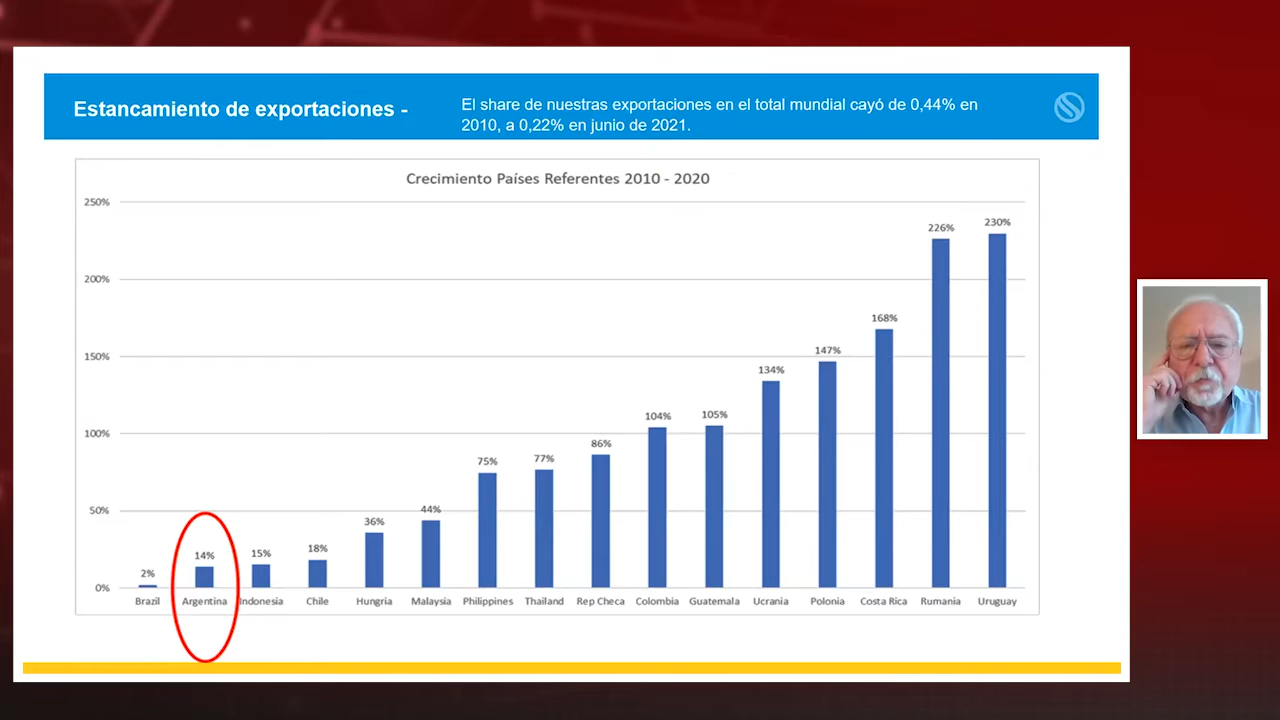 Estancamiento de exportaciones -
El share de nuestras exportaciones en el total mundial cayó de 0,44% en
2010, a 0,22% en junio de 2021.
Crecimiento Países Referentes 2010 - 2020
250%
200%
150%
100%
50%
0%
2%
14%
15%
18%
36%
44%
75%
77%
86%
104%
105%
134%
147%
168%
226%
230%
Brazil
Argentina
Indonesia
Chile
Hungria
Malaysia
Philippines
Thailand
Rep Checa
Colombia
Guatemala
Ucrania
Polonia
Costa Rica
Rumania
Uruguay